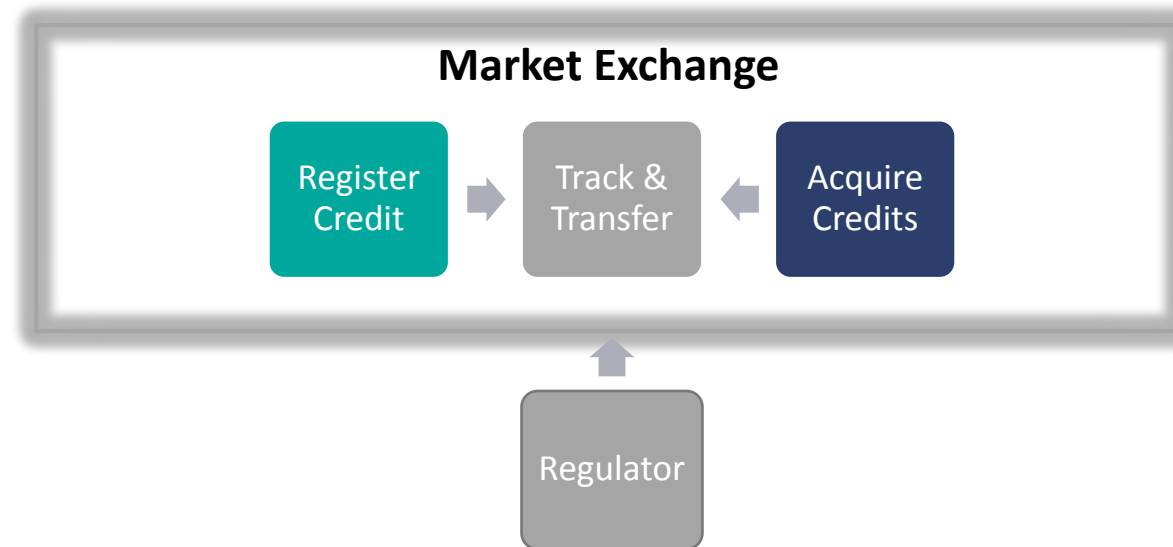 Market Exchange
Register
Credit
Track &
Transfer
Acquire
Credits
Regulator